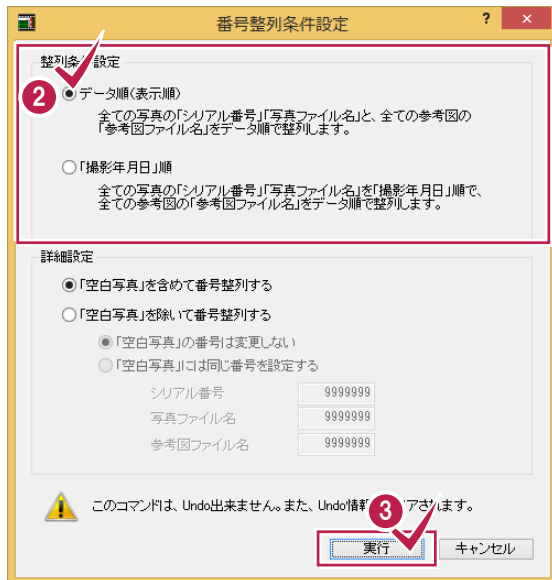 番号整列条件設定
?
×
整列条件設定
2
データ順(表示順)
全ての写真の「シリアル番号」「写真ファイル名」と、全ての参考図の
「参考図ファイル名」をデータ順で整列します。
「撮影年月日」順
全ての写真の「シリアル番号」「写真ファイル名」を「撮影年月日」順で、
全ての参考図の「参考図ファイル名」をデータ順で整列します。
詳細設定
「空白写真」を含めて番号整列する
「空白写真」を除いて番号整列する
「空白写真」の番号は変更しない
「空白写真」には同じ番号を設定する
シリアル番号 9999999
写真ファイル名 9999999
参考図ファイル名 9999999
このコマンドは、Undo出来ません。また、Undo情 アされます。
3
実行 キャンセル